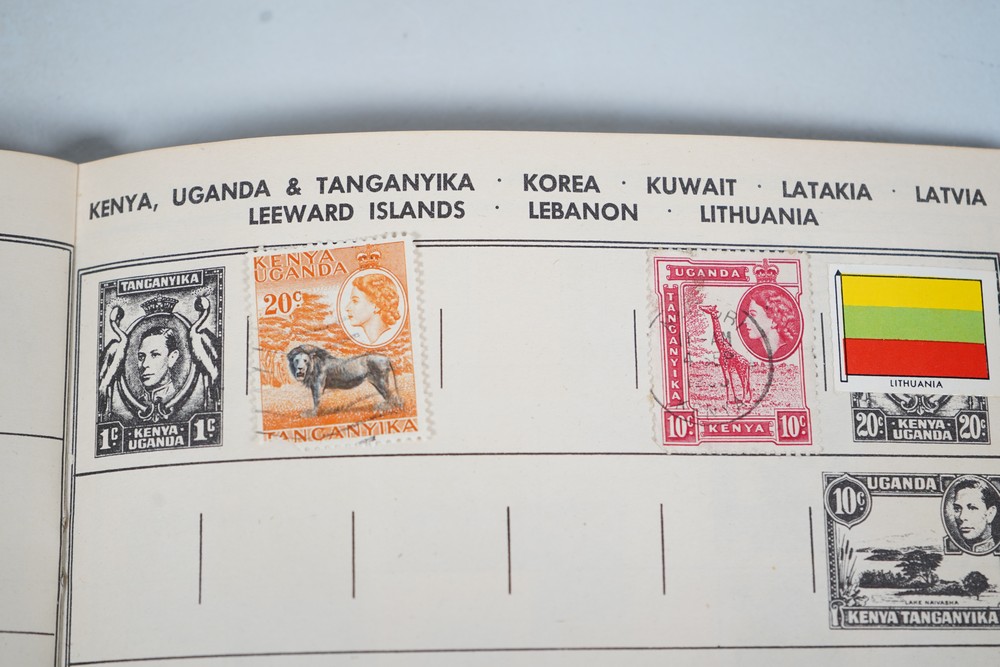 KENYA, UGANDA & TANGANYIKA · KOREA · KUWAIT · LATAKIA · LATVIA
LEEWARD ISLANDS · LEBANON · LITHUANIA
TANGANYIKA
1c KENYA· 1c
UGANDA
KENYA
UGANDA
20c
TANGANYIKA
UGANDA
TANGANYIKA
10c KENYA 10c
LITHUANIA
20c ·KENYA· 20c
UGANDA
10c UGANDA
LAKE NAIVASHA
KENYA TANGANYIKA